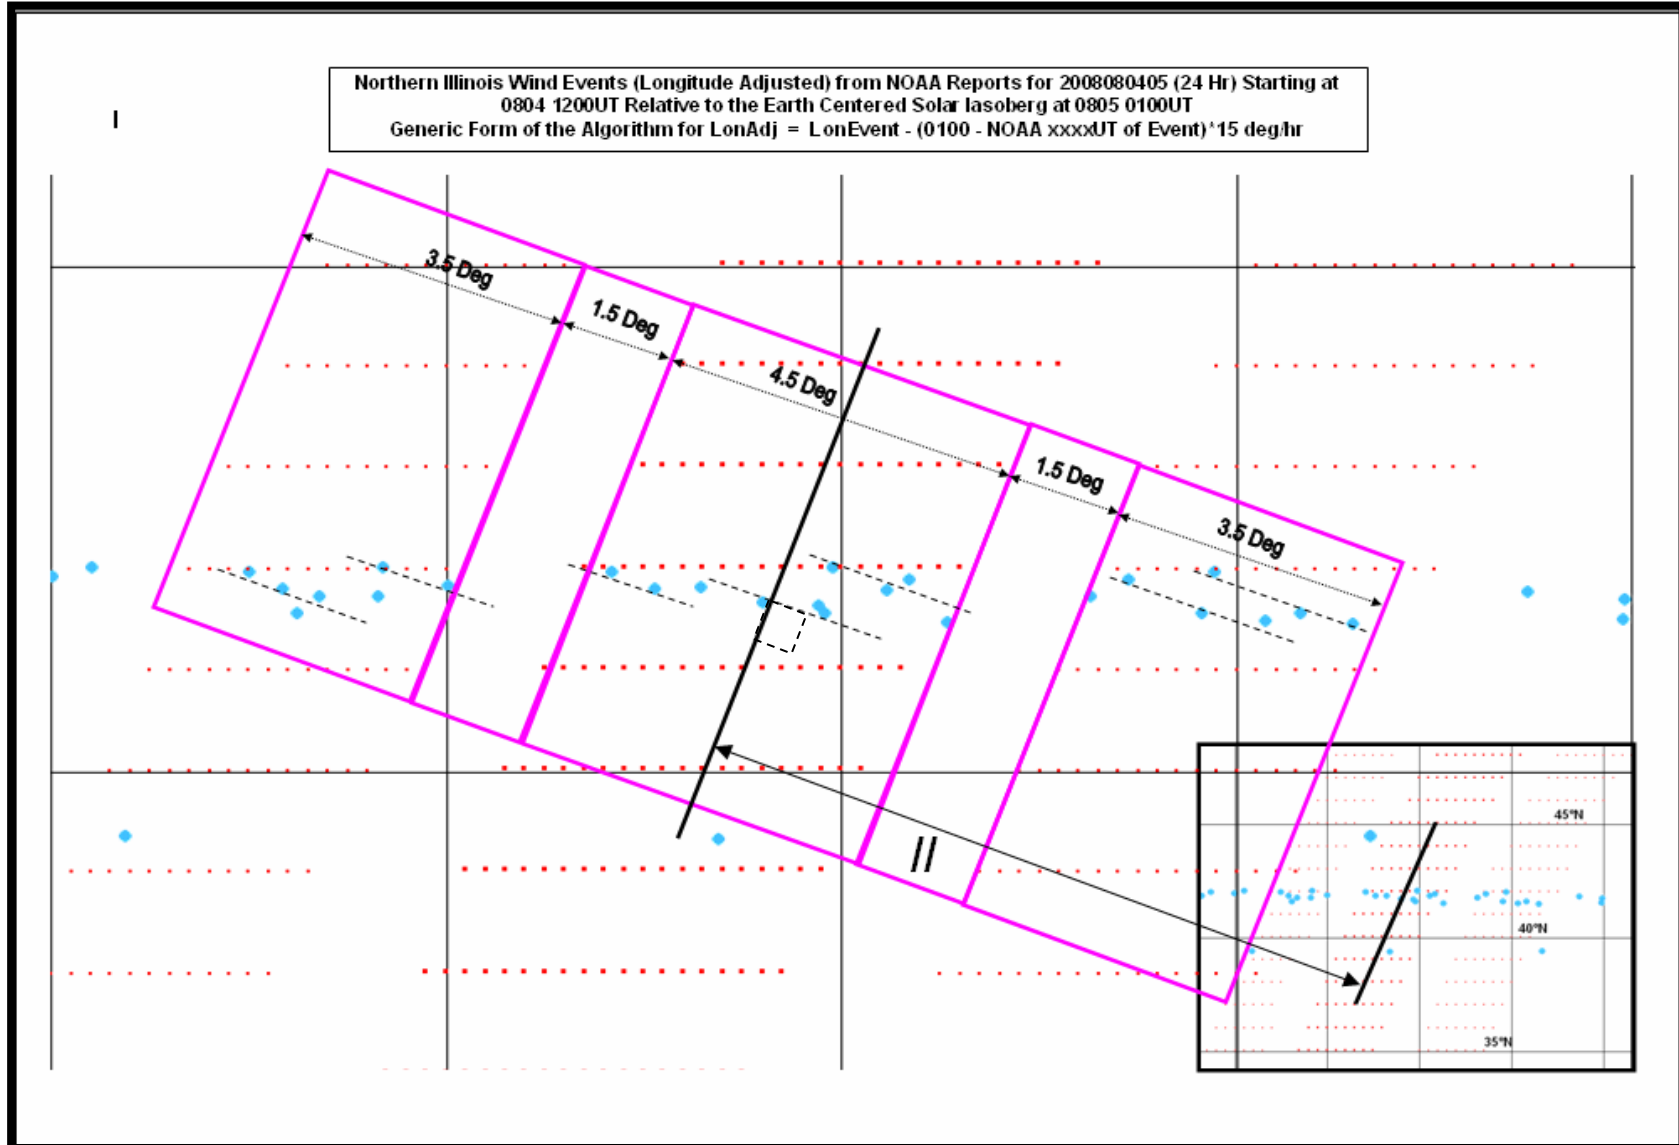 Northern Illinois Wind Events (Longitude Adjusted) from NOAA Reports for 2008080405 (24 Hr) Starting at
0804 1200UT Relative to the Earth Centered Solar Iasoberg at 0805 0100UT
Generic Form of the Algorithm for LonAdj = LonEvent - (0100 - NOAA xxxxUT of Event)*15 deg/hr
I
3.5 Deg
1.5 Deg
4.5 Deg
1.5 Deg
3.5 Deg
//
45°N
40°N
35°N